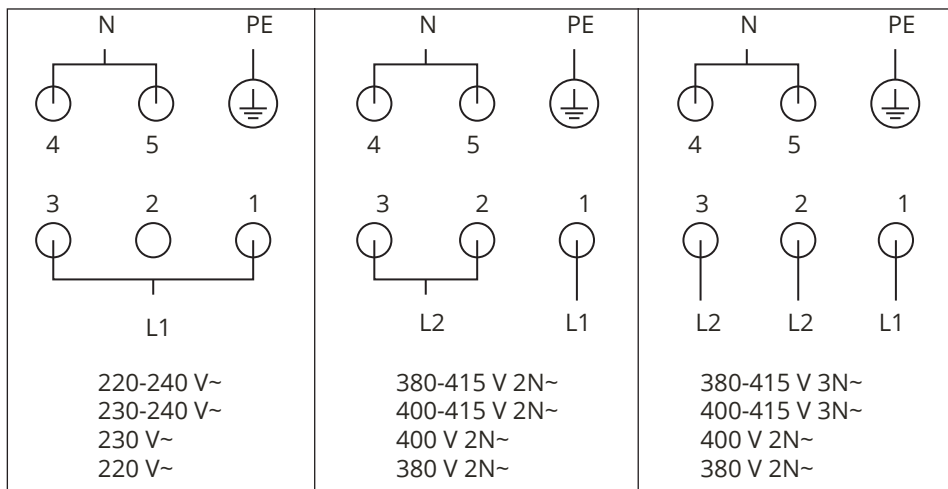 N PE
4 5
3 2 1
L1
220-240 V~
230-240 V~
230 V~
220 V~
N PE
4 5
3 2 1
L2 L1
380-415 V 2N~
400-415 V 2N~
400 V 2N~
380 V 2N~
N PE
4 5
3 2 1
L2 L2 L1
380-415 V 3N~
400-415 V 3N~
400 V 2N~
380 V 2N~